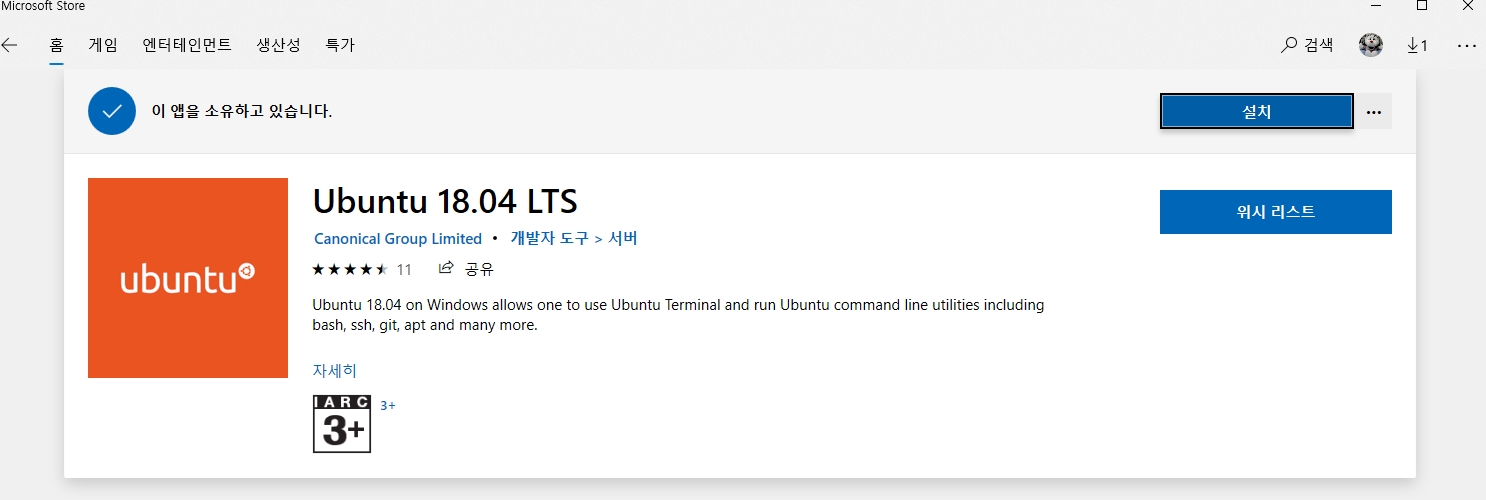 Microsoft Store
홈 게임 엔터테인먼트 생산성 특가 검색 1
이 앱을 소유하고 있습니다. 설치
ubuntu
Ubuntu 18.04 LTS
위시 리스트
Canonical Group Limited • 개발자 도구 > 서버
11 공유
Ubuntu 18.04 on Windows allows one to use Ubuntu Terminal and run Ubuntu command line utilities including
bash, ssh, git, apt and many more.
자세히
IARC
3+
3+